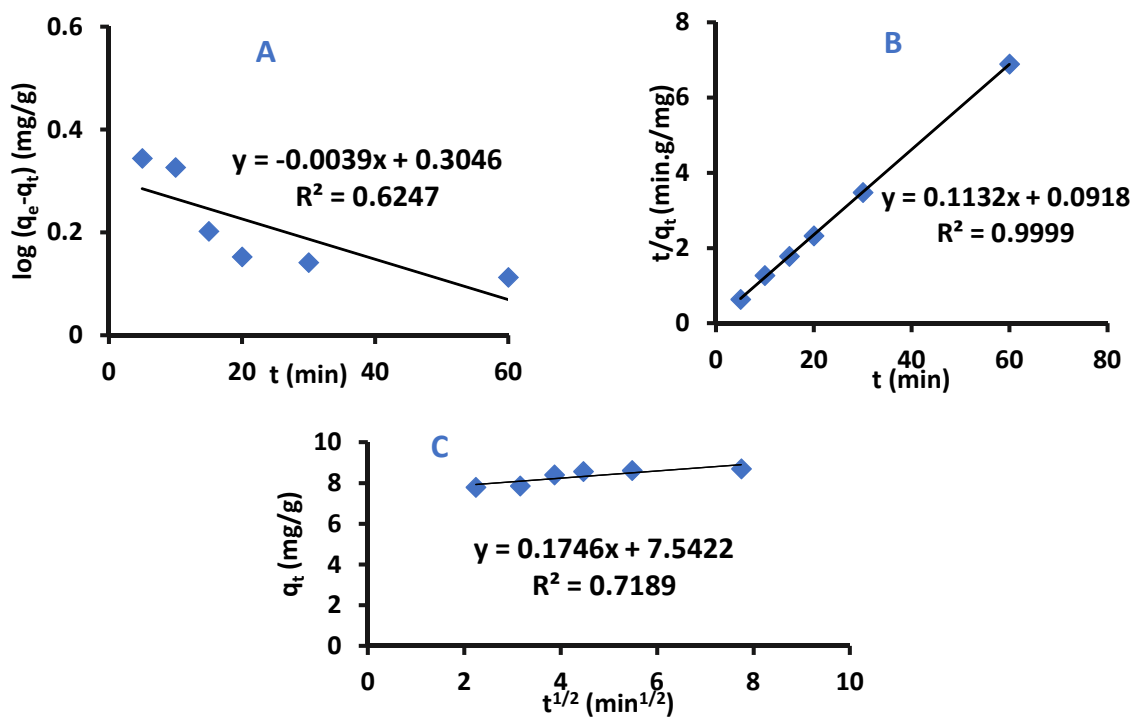 A
log (qe-qt) (mg/g)
0.6
0.4
0.2
0
y = -0.0039x + 0.3046
R² = 0.6247
0 20 40 60
t (min)
B
t/qt (min.g/mg)
8
6
4
2
0
y = 0.1132x + 0.0918
R² = 0.9999
0 20 40 60 80
t (min)
C
qt (mg/g)
10
8
6
4
2
0
y = 0.1746x + 7.5422
R² = 0.7189
0 2 4 6 8 10
t1/2 (min1/2)